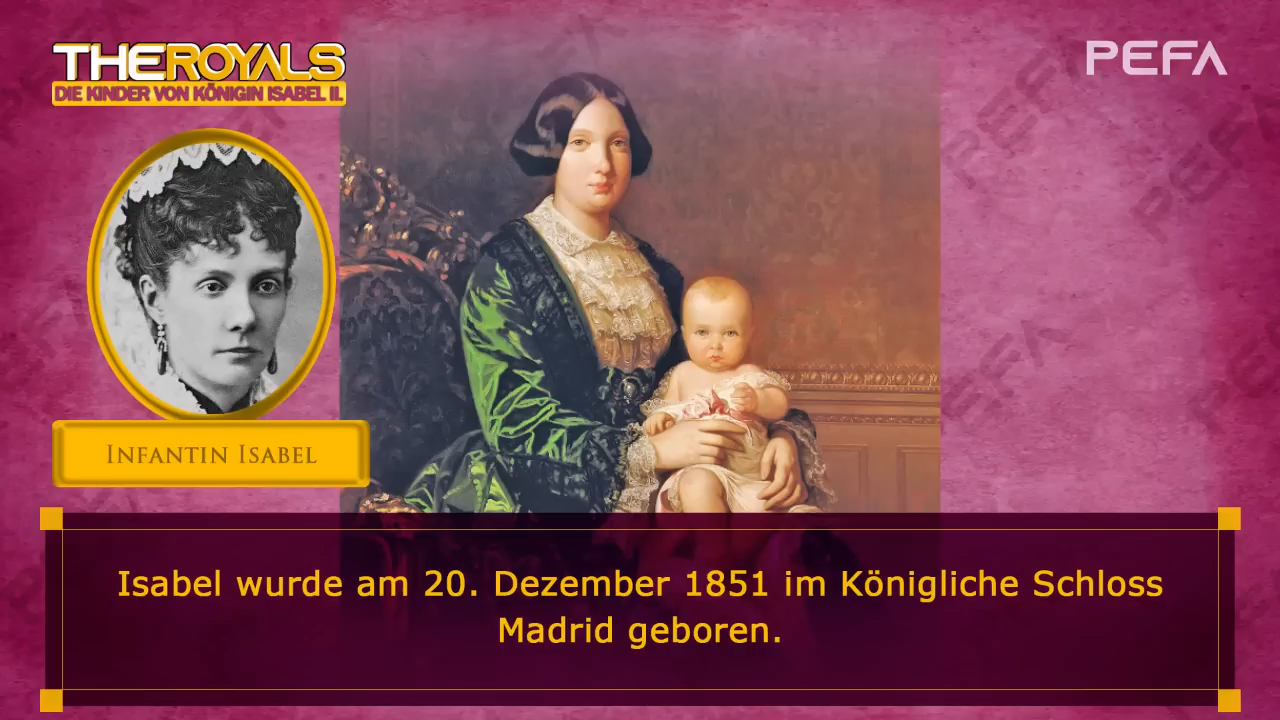 THEROYALS
DIE KINDER VON KÖNIGIN ISABEL II.
PEFA
INFANTIN ISABEL
Isabel wurde am 20. Dezember 1851 im Königliche Schloss
Madrid geboren.